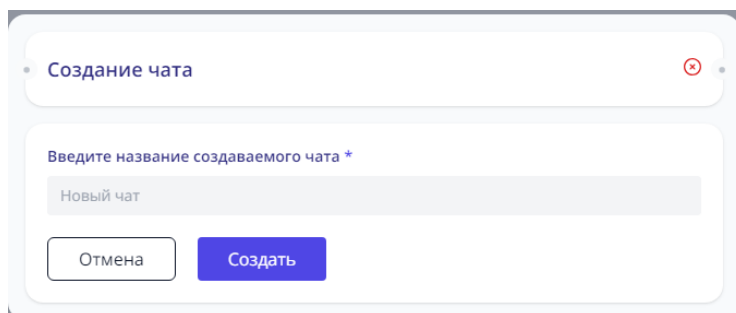 Создание чата
Введите название создаваемого чата *
Новый чат
Отмена
Создать